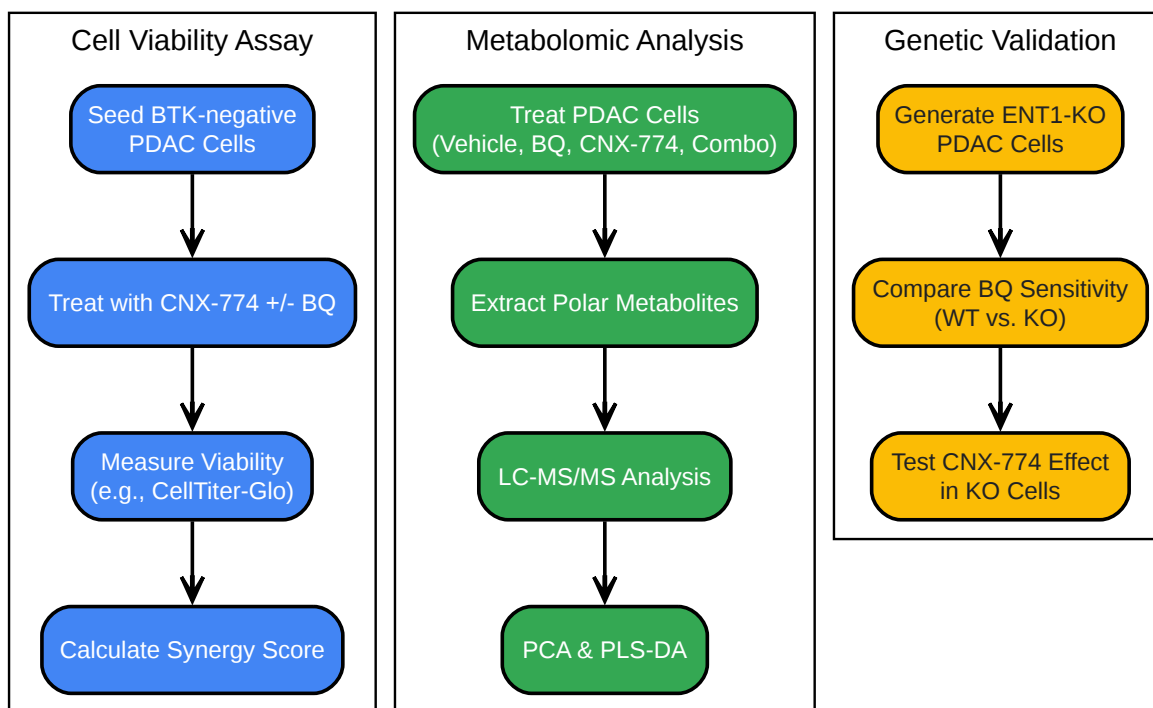 Cell Viability Assay
Seed BTK-negative
PDAC Cells
Treat with CNX-774 +/- BQ
Measure Viability
(e.g., CellTiter-Glo)
Calculate Synergy Score
Metabolomic Analysis
Treat PDAC Cells
(Vehicle, BQ, CNX-774, Combo)
Extract Polar Metabolites
LC-MS/MS Analysis
PCA & PLS-DA
Genetic Validation
Generate ENT1-KO
PDAC Cells
Compare BQ Sensitivity
(WT vs. KO)
Test CNX-774 Effect
in KO Cells